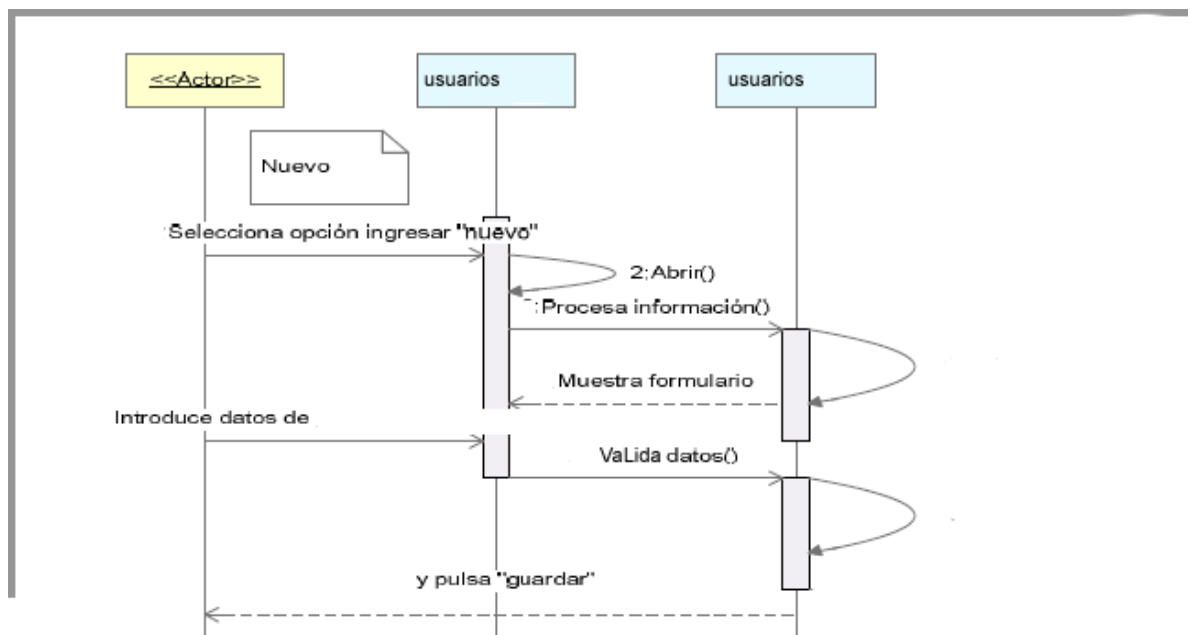 <<Actor>>
usuarios
usuarios
Nuevo
Selecciona opción ingresar "nuevo"
2:Abrir()
:Procesa información()
Muestra formulario
Introduce datos de
VaLida datos()
y pulsa "guardar"